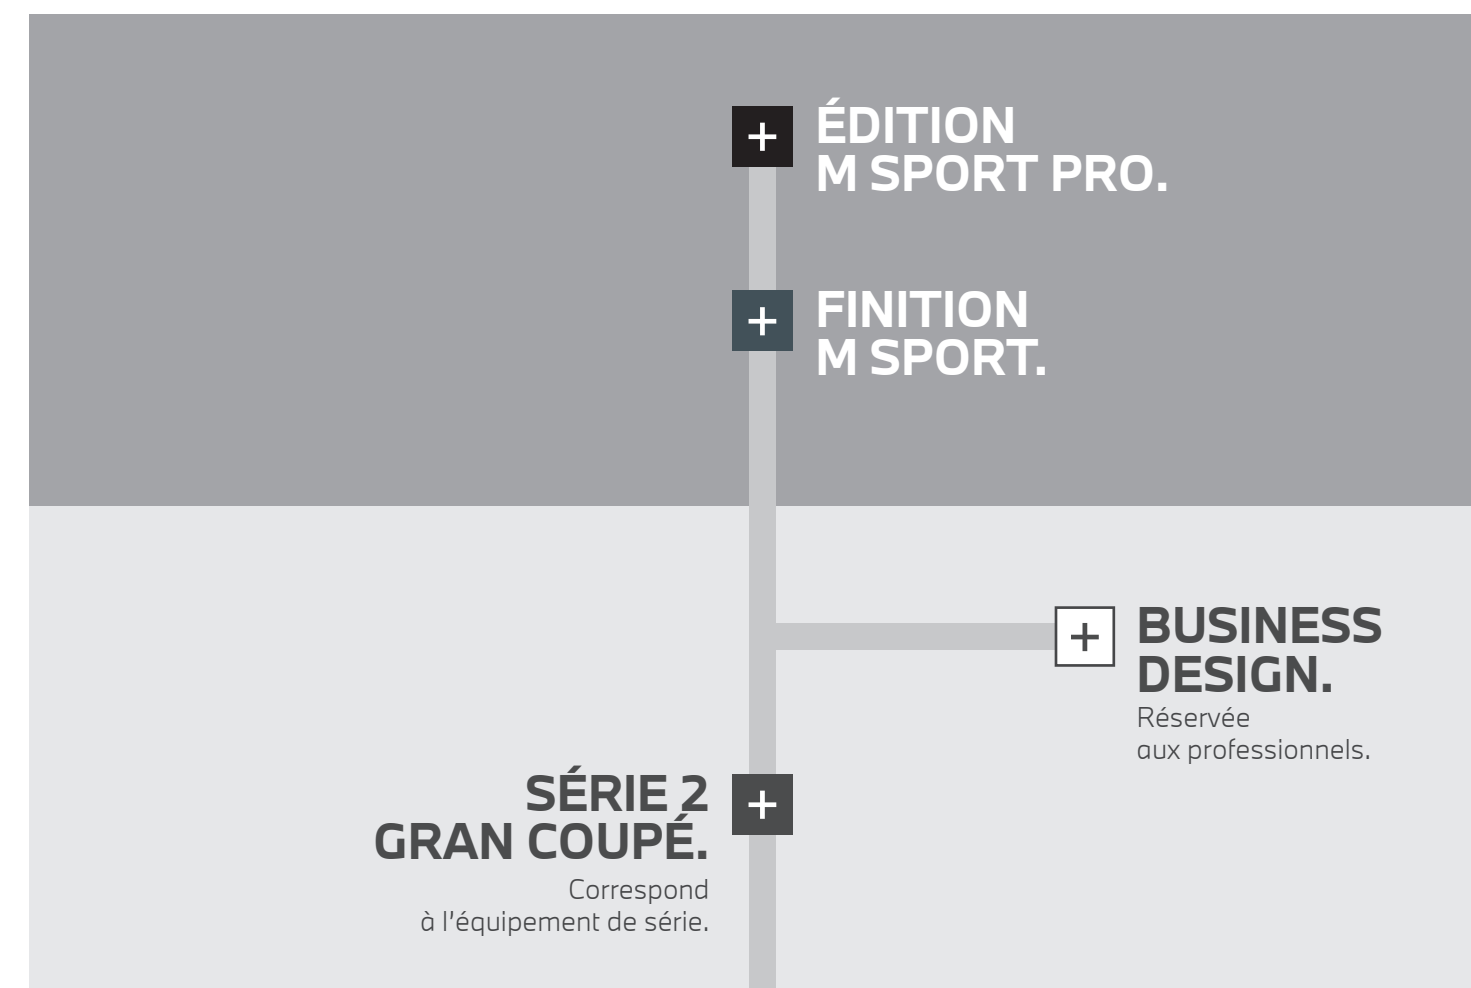 ÉDITION
M SPORT PRO.
FINITION
M SPORT.
BUSINESS
DESIGN.
Réservée
aux professionnels.
SÉRIE 2
GRAN COUPÉ.
Correspond
à l'équipement de série.